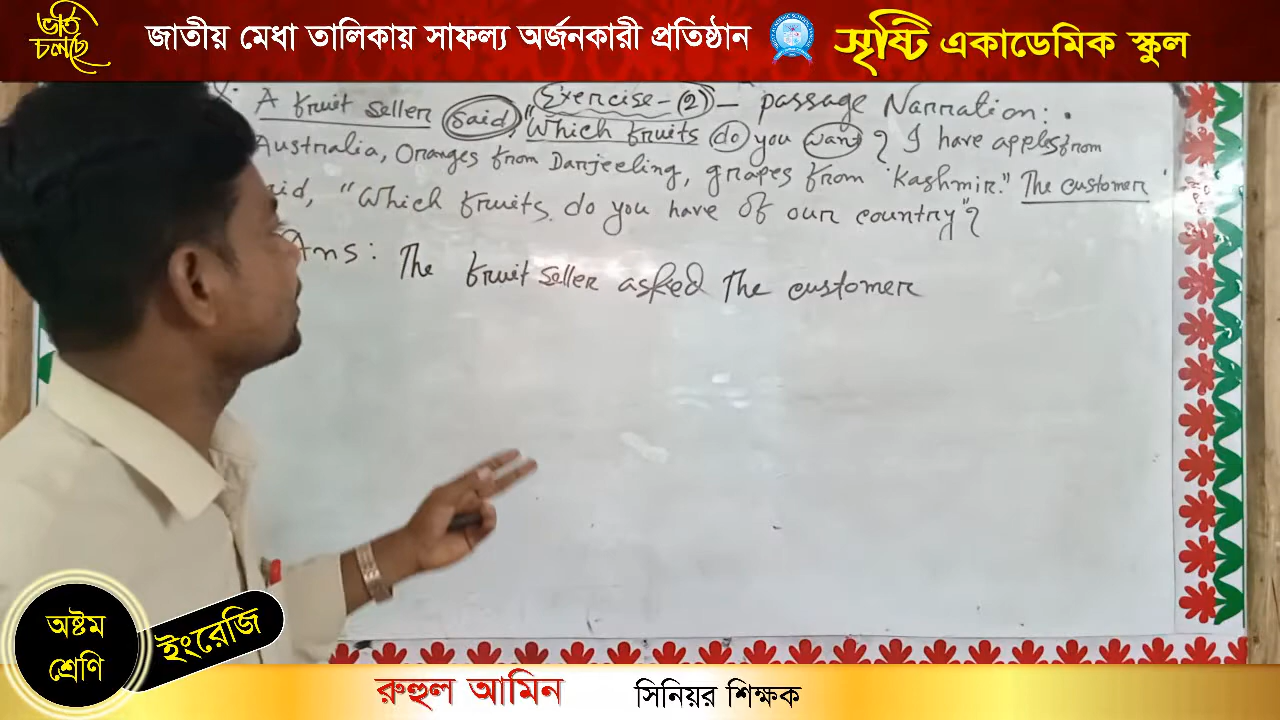 ভর্তি চলছে
জাতীয় মেধা তালিকায় সাফল্য অর্জনকারী প্রতিষ্ঠান
সৃষ্টি একাডেমিক স্কুল
Exercise-(2) - passage Narration:
A fruit seller said, "Which fruits do you want? I have apples from
Australia, Oranges from Darjeeling, grapes from Kashmir." The customer
said, "Which fruits do you have of our country"?
Ans: The fruit seller asked The customer
অষ্টম শ্রেণি
ইংরেজি
রুহুল আমিন সিনিয়র শিক্ষক